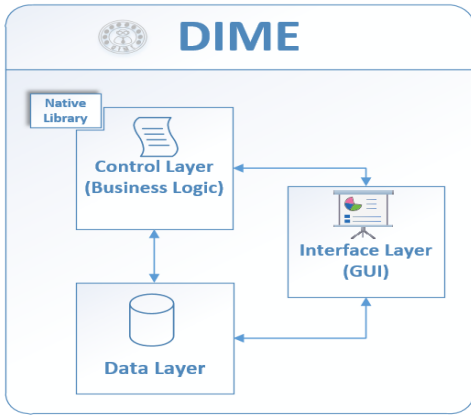 DIME
Native
Library
Control Layer
(Business Logic)
Interface Layer
(GUI)
Data Layer